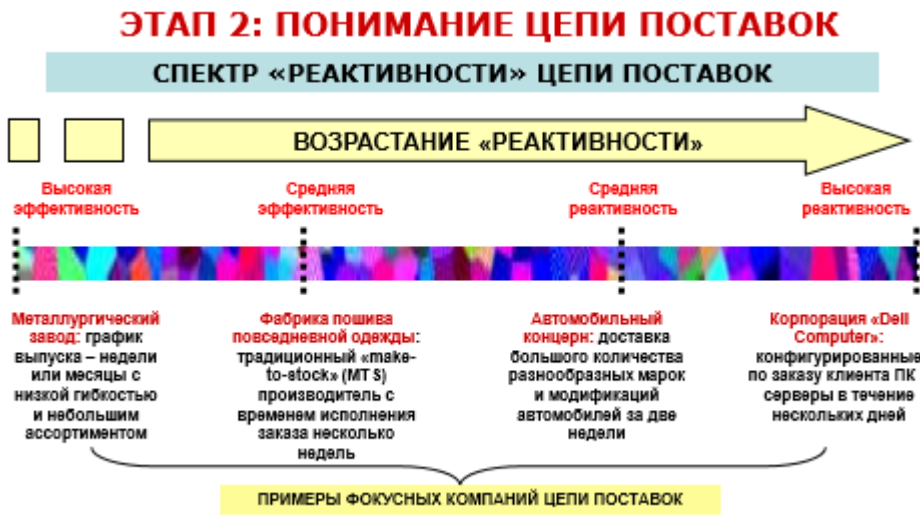 ЭТАП 2: ПОНИМАНИЕ ЦЕПИ ПОСТАВОК
СПЕКТР «РЕАКТИВНОСТИ» ЦЕПИ ПОСТАВОК
ВОЗРАСТАНИЕ «РЕАКТИВНОСТИ»
Высокая
эффективность
Средняя
эффективность
Средняя
реактивность
Высокая
реактивность
Металлургический
завод: график
выпуска – недели
или месяцы с
низкой гибкостью
и небольшим
ассортиментом
Фабрика пошива
повседневной одежды:
традиционный «make-
to-stock» (MTS)
производитель с
временем исполнения
заказа несколько
недель
Автомобильный
концерн: доставка
большого количества
разнообразных марок
и модификаций
автомобилей за две
недели
Корпорация «Dell
Computer»:
конфигурированные
по заказу клиента ПК
серверы в течение
нескольких дней
ПРИМЕРЫ ФОКУСНЫХ КОМПАНИЙ ЦЕПИ ПОСТАВОК